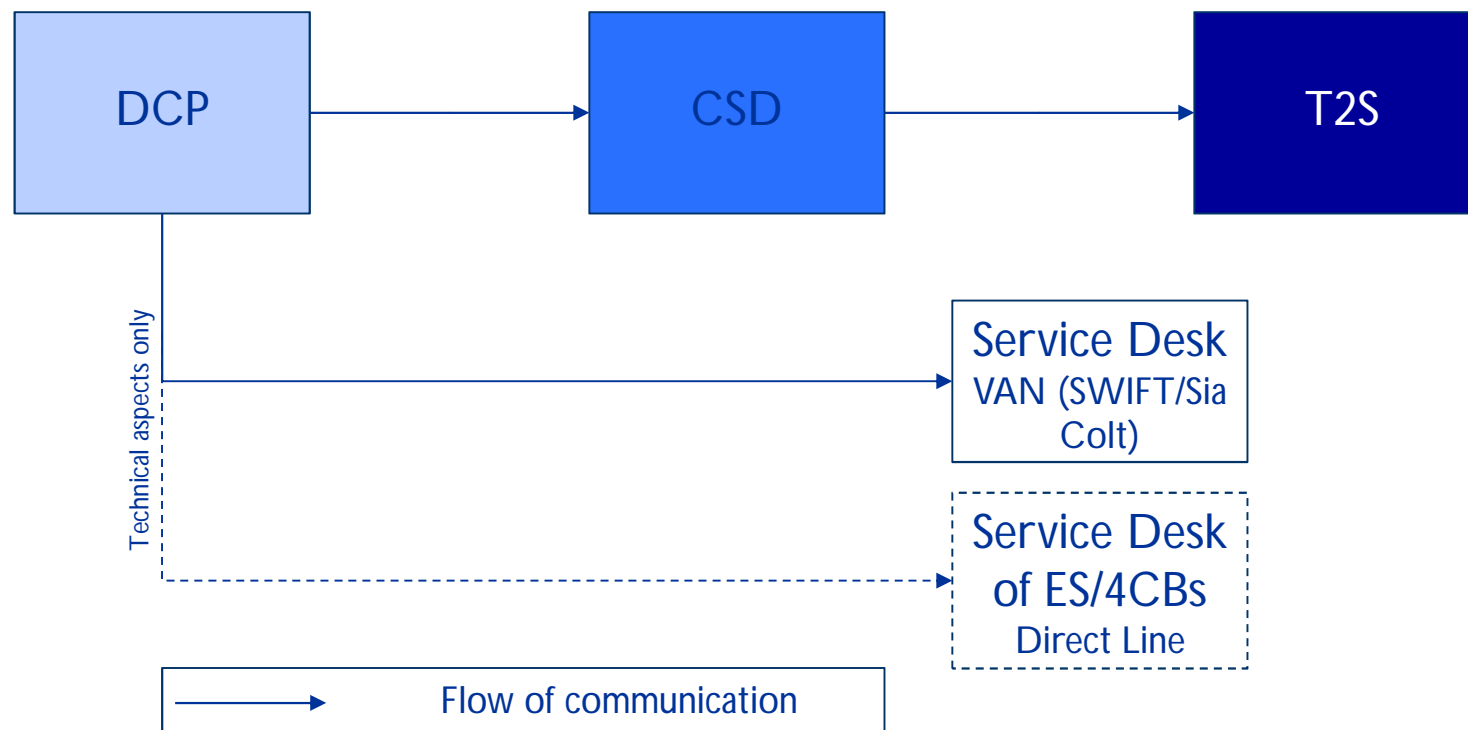 DCP
CSD
T2S
Technical aspects only
Service Desk
VAN (SWIFT/Sia
Colt)
Service Desk
of ES/4CBs
Direct Line
Flow of communication